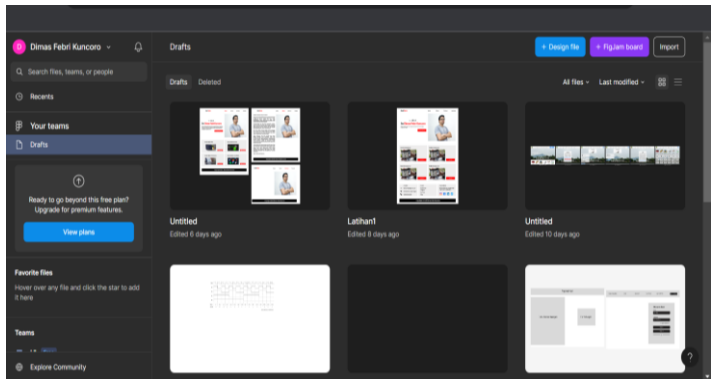 D Dimas Febri Kuncoro
Search files, teams, or people
Recents
Your teams
Drafts
Ready to go beyond this free plan?
Upgrade for premium features.
View plans
Favorite files
Hover over any file and click the star to add
it here
Teams
Explore Community
Drafts
+ Design file
+ FigJam board
Import
Drafts
Deleted
All files
Last modified
Untitled
Edited 6 days ago
Latihan1
Edited 8 days ago
Untitled
Edited 10 days ago
?